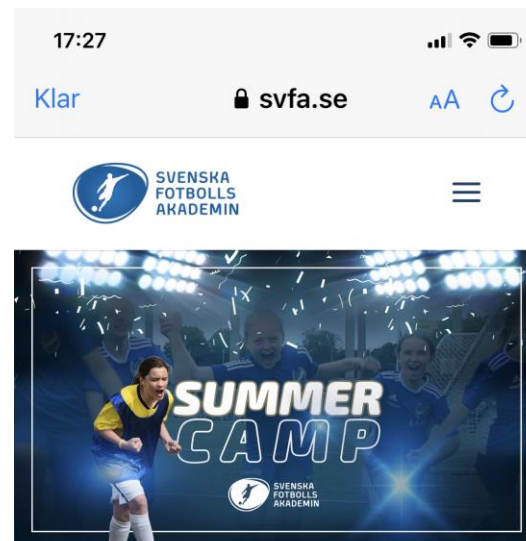 17:27
Klar svfa.se AA
SVENSKA
FOTBOLLS
AKADEMIN
SUMMER
CAMP
SVENSKA
FOTBOLLS
AKADEMIN